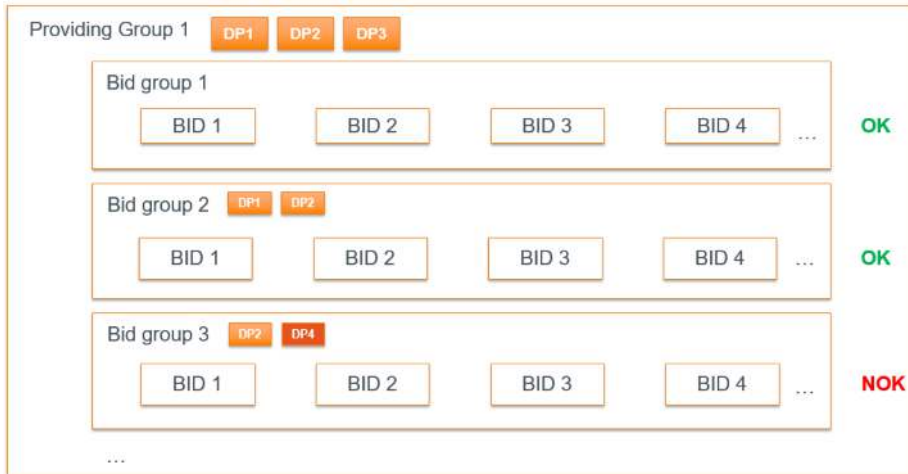 Providing Group 1 DP1 DP2 DP3
Bid group 1
BID 1 BID 2 BID 3 BID 4 ... OK
Bid group 2 DP1 DP2
BID 1 BID 2 BID 3 BID 4 ... OK
Bid group 3 DP2 DP4
BID 1 BID 2 BID 3 BID 4 ... NOK
...